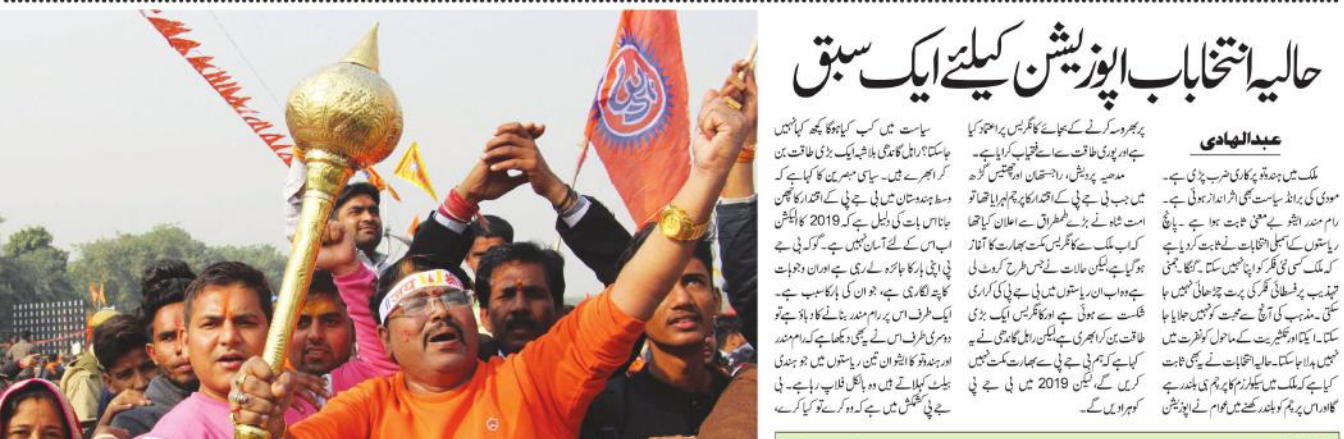 حالیہ انتخاباب اپوزیشن کیلئے ایک سبق
عبدالھادی
ملک میں ہندوتو پر کاری ضرب پڑی ہے۔
مودی کی برانڈ سیاست بھی اثر انداز ہوئی ہے۔
رام مندر ایشو بے معنی ثابت ہوا ہے ۔ پانچ
ریاستوں کے اسمبلی انتخابات نے ثابت کردیا ہے
کہ ملک کسی نئی فکر کو اپنا نہیں سکتا ۔ گنگا۔ جمنی
تہذیب پر فسطائی فکر کی پرت چڑھائی نہیں جا
سکتی ۔ مذہب کی آنچ سے محبت کو نہیں جلایا جا
سکتا۔ ایکتا اور تکثیریت کے ماحول کو نفرت میں
نہیں بدلا جاسکتا۔ حالیہ انتخابات نے یہ بھی ثابت
کیا ہے کہ ملک میں سیکولرزم کا پرچم ہی بلند رہے
گا اور اس پرچم کو بلند رکھنے میں عوام نے اپوزیشن
پر بھروسہ کرنے کے بجائے کانگریس پر اعتماد کیا
ہے اور پوری طاقت سے اسے فتحیاب کرایا ہے۔
مدھیہ پردیش، راجستھان اور چھتیس گڑھ
میں جب بی جے پی کے اقتدار کا پرچم لہرایا تھا تو
امت شاہ نے بڑے طمطراق سے اعلان کیا تھا
کہ اب ملک سے کانگریس مکت بھارت کا آغاز
ہوگیا ہے، لیکن حالات نے جس طرح کروٹ لی
ہے وہ اب ان ریاستوں میں بی جے پی کی کراری
شکست سے ہوئی ہے اور کانگریس ایک بڑی
طاقت بن کر ابھری ہے، لیکن راہل گاندھی نے یہ
کہا ہے کہ ہم بی جے پی سے بھارت مکت نہیں
کریں گے، لیکن 2019 میں بی جے پی
کو ہرا دیں گے۔
سیاست میں کب کیا ہوگا کچھ کہا نہیں
جاسکتا؟ راہل گاندھی بلاشبہ ایک بڑی طاقت بن
کر ابھرے ہیں۔ سیاسی مبصرین کا کہا ہے کہ
وسط ہندوستان میں بی جے پی کے اقتدار کا چھن
جانا اس بات کی دلیل ہے کہ 2019 کا الیکشن
اب اس کے لئے آسان نہیں ہے۔ گو کہ بی جے
پی اپنی ہار کا جائزہ لے رہی ہے اور ان وجوہات
کا پتہ لگا رہی ہے، جو ان کی ہار کا سبب ہے۔
ایک طرف اس پر رام مندر بنانے کا دباؤ ہے تو
دوسری طرف اس نے یہ بھی دیکھا ہے کہ رام مندر
اور ہندوتو کا ایشو ان تین ریاستوں میں جو ہندی
بیلٹ کہلاتے ہیں وہ بالکل فلاپ رہا ہے۔ بی
جے پی کشمکش میں ہے کہ وہ کرے تو کیا کرے،